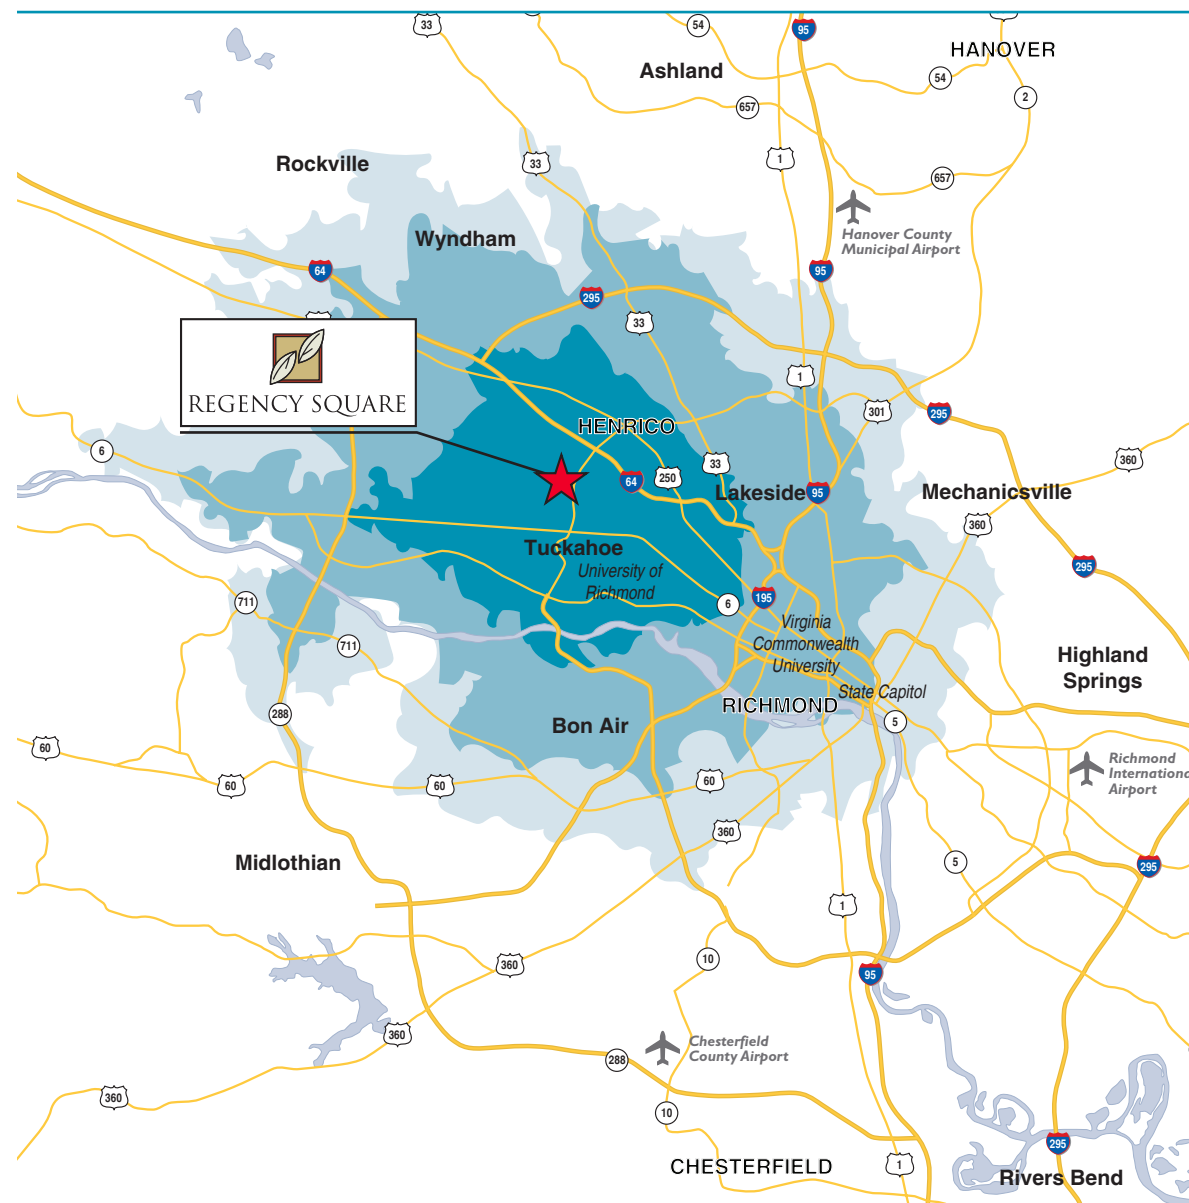 33
54
95
HANOVER
Ashland
54
2
657
1
33
Rockville
657
Hanover County
Municipal Airport
Wyndham
64
95
295
33
REGENCY SQUARE
1
301
295
HENRICO
6
360
33
250
64
Lakeside
95
Mechanicsville
360
Tuckahoe
University of
Richmond
295
195
6
711
Virginia
Commonwealth
University
711
Highland
Springs
State Capitol
RICHMOND
288
5
Bon Air
60
Richmond
Internationa
Airport
60
60
60
360
Midlothian
5
295
1
10
360
95
360
Chesterfield
County Airport
288
360
10
295
CHESTERFIELD
1
Rivers Bend